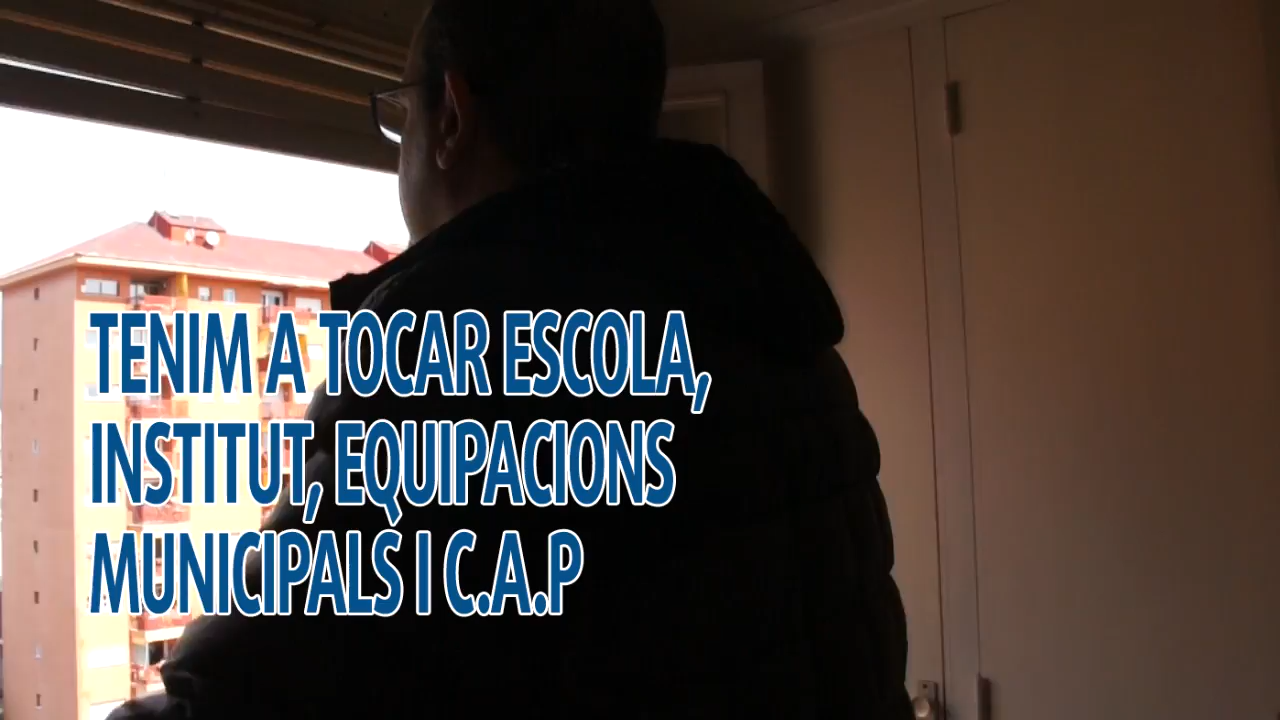 TENIM A TOCAR ESCOLA,
INSTITUT, EQUIPACIONS
MUNICIPALS I C.A.P